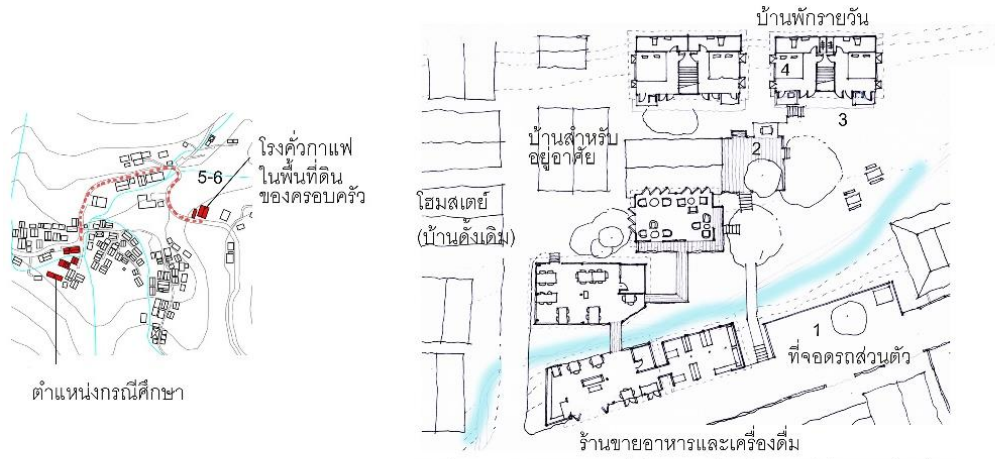 โรงคั่วกาแฟ
ในพื้นที่ดิน
ของครอบครัว
5-6
ตำแหน่งกรณีศึกษา
บ้านพักรายวัน
4
3
บ้านสำหรับ
อยู่อาศัย
2
โฮมสเตย์
(บ้านดั้งเดิม)
1
ที่จอดรถส่วนตัว
ร้านขายอาหารและเครื่องดื่ม